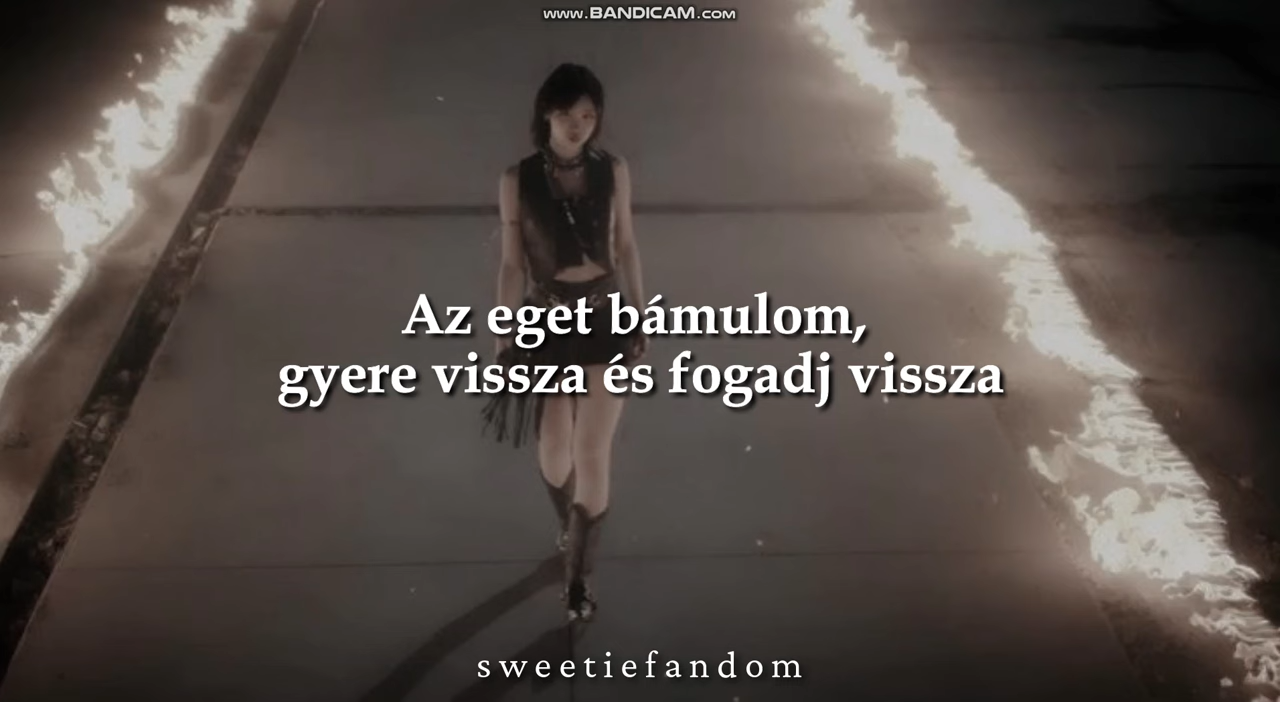 www.BANDICAM.com
Az eget bámulom,
gyere vissza és fogadj vissza
sweetiefandom